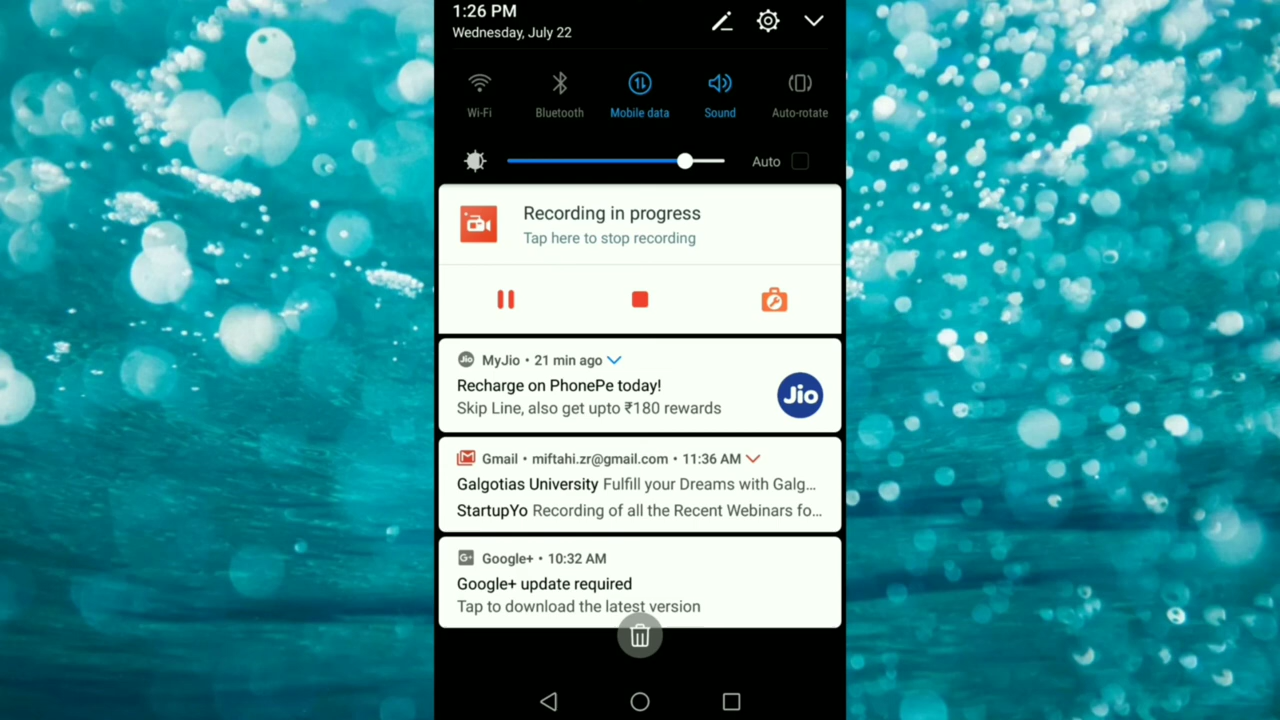 1:26 PM
Wednesday, July 22
Wi-Fi Bluetooth Mobile data Sound Auto-rotate
Auto
Recording in progress
Tap here to stop recording
Jio MyJio • 21 min ago
Recharge on PhonePe today!
Skip Line, also get upto ₹180 rewards
Jio
Gmail • miftahi.zr@gmail.com • 11:36 AM
Galgotias University Fulfill your Dreams with Galg...
StartupYo Recording of all the Recent Webinars fo...
G+ Google+ • 10:32 AM
Google+ update required
Tap to download the latest version